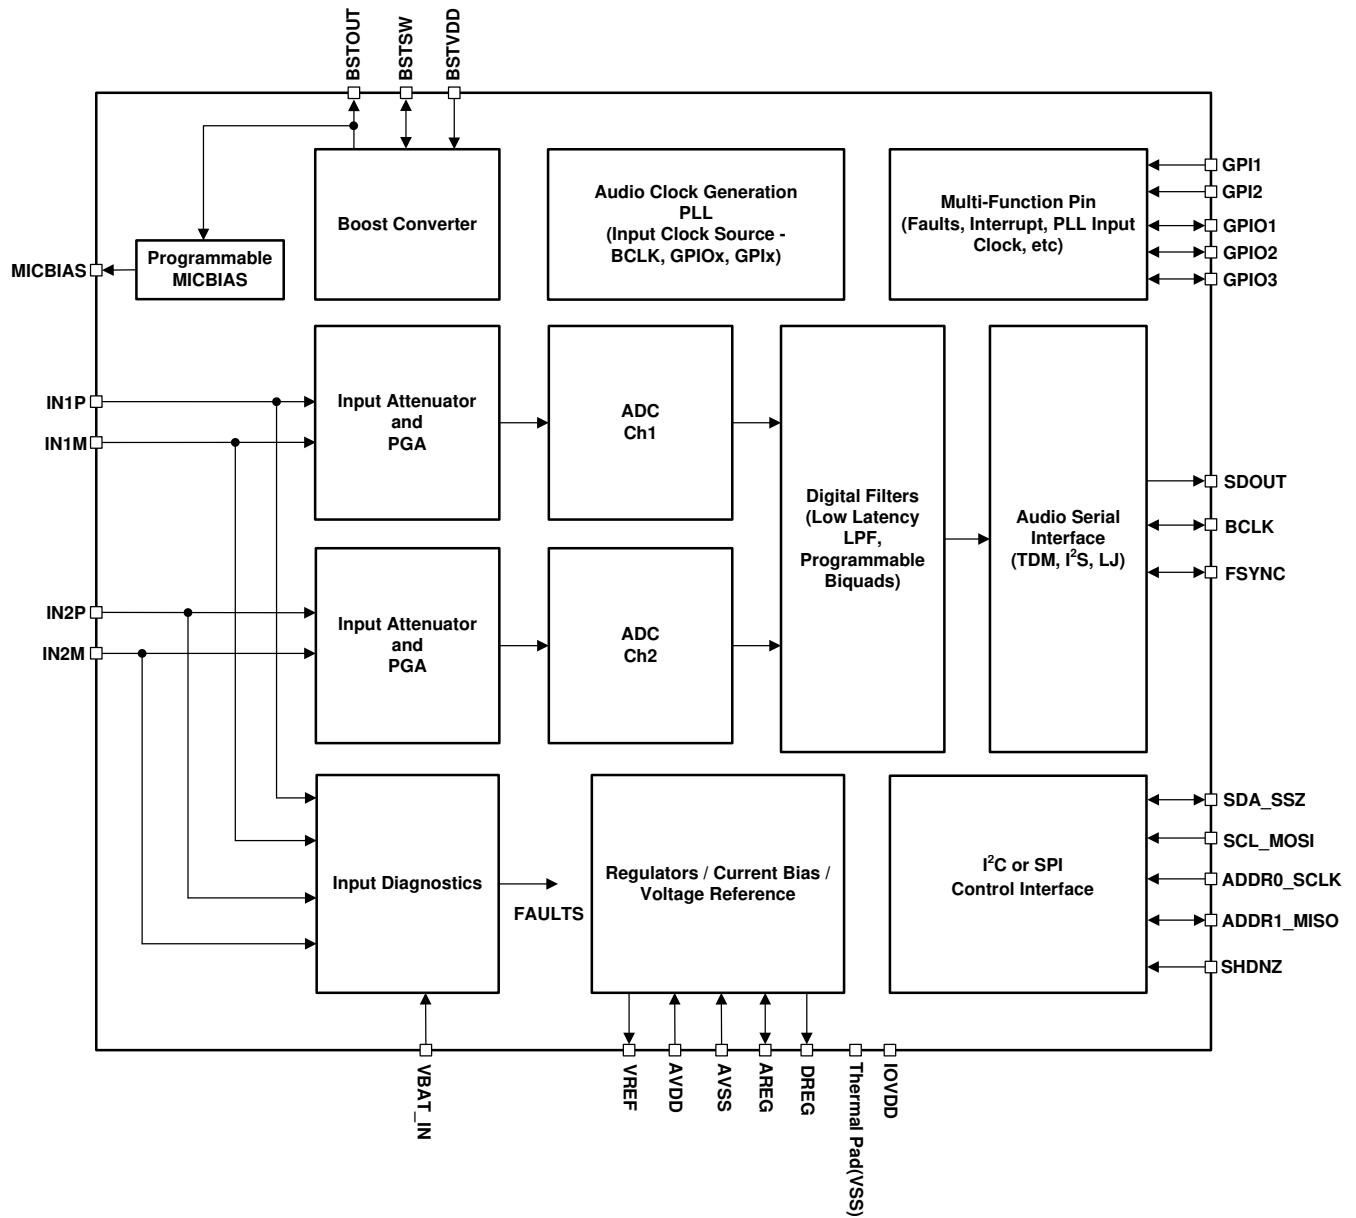 BSTOUT
BSTSW
BSTVDD
Boost Converter
Audio Clock Generation
PLL
(Input Clock Source -
BCLK, GPIOx, GPIx)
Multi-Function Pin
(Faults, Interrupt, PLL Input
Clock, etc)
GPI1
GPI2
GPIO1
GPIO2
GPIO3
MICBIAS
Programmable
MICBIAS
IN1P
IN1M
Input Attenuator
and
PGA
ADC
Ch1
IN2P
IN2M
Input Attenuator
and
PGA
ADC
Ch2
Digital Filters
(Low Latency
LPF,
Programmable
Biquads)
Audio Serial
Interface
(TDM, I²S, LJ)
SDOUT
BCLK
FSYNC
Input Diagnostics
FAULTS
Regulators / Current Bias /
Voltage Reference
I²C or SPI
Control Interface
SDA_SSZ
SCL_MOSI
ADDR0_SCLK
ADDR1_MISO
SHDNZ
VBAT_IN
VREF
AVDD
AVSS
AREG
DREG
Thermal Pad(VSS)
IOVDD